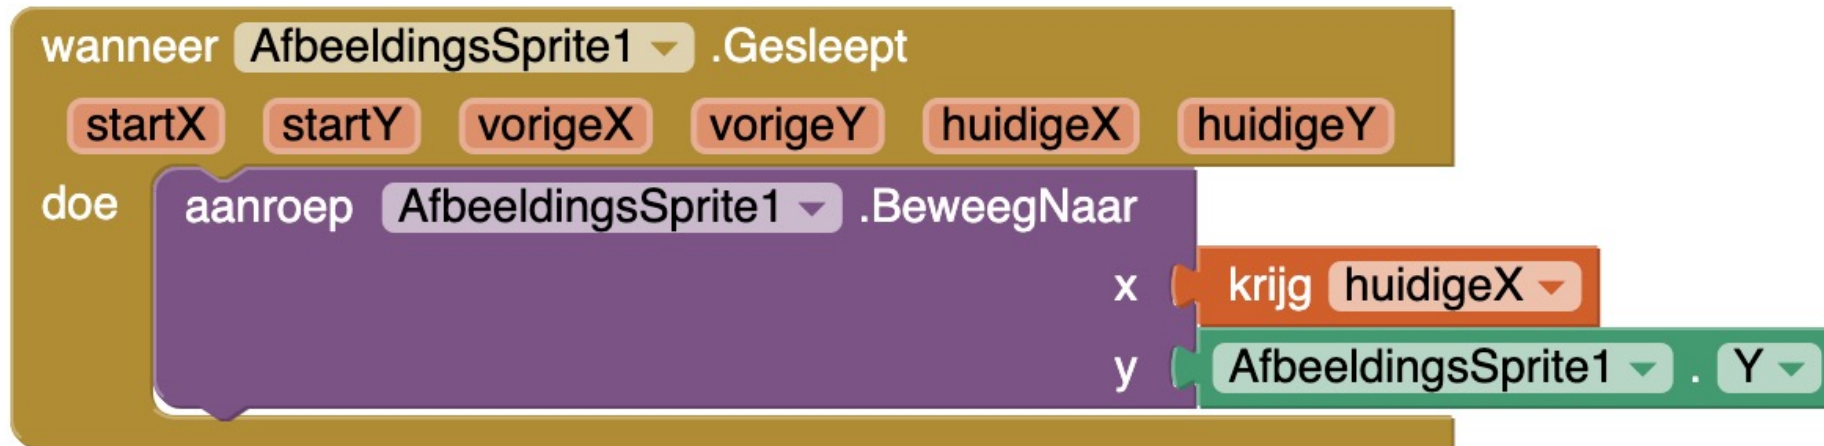 wanneer AfbeeldingsSprite1 .Gesleept
startX startY vorigeX vorigeY huidigeX huidigeY
doe aanroep AfbeeldingsSprite1 .BeweegNaar
x krijg huidigeX
y AfbeeldingsSprite1 . Y